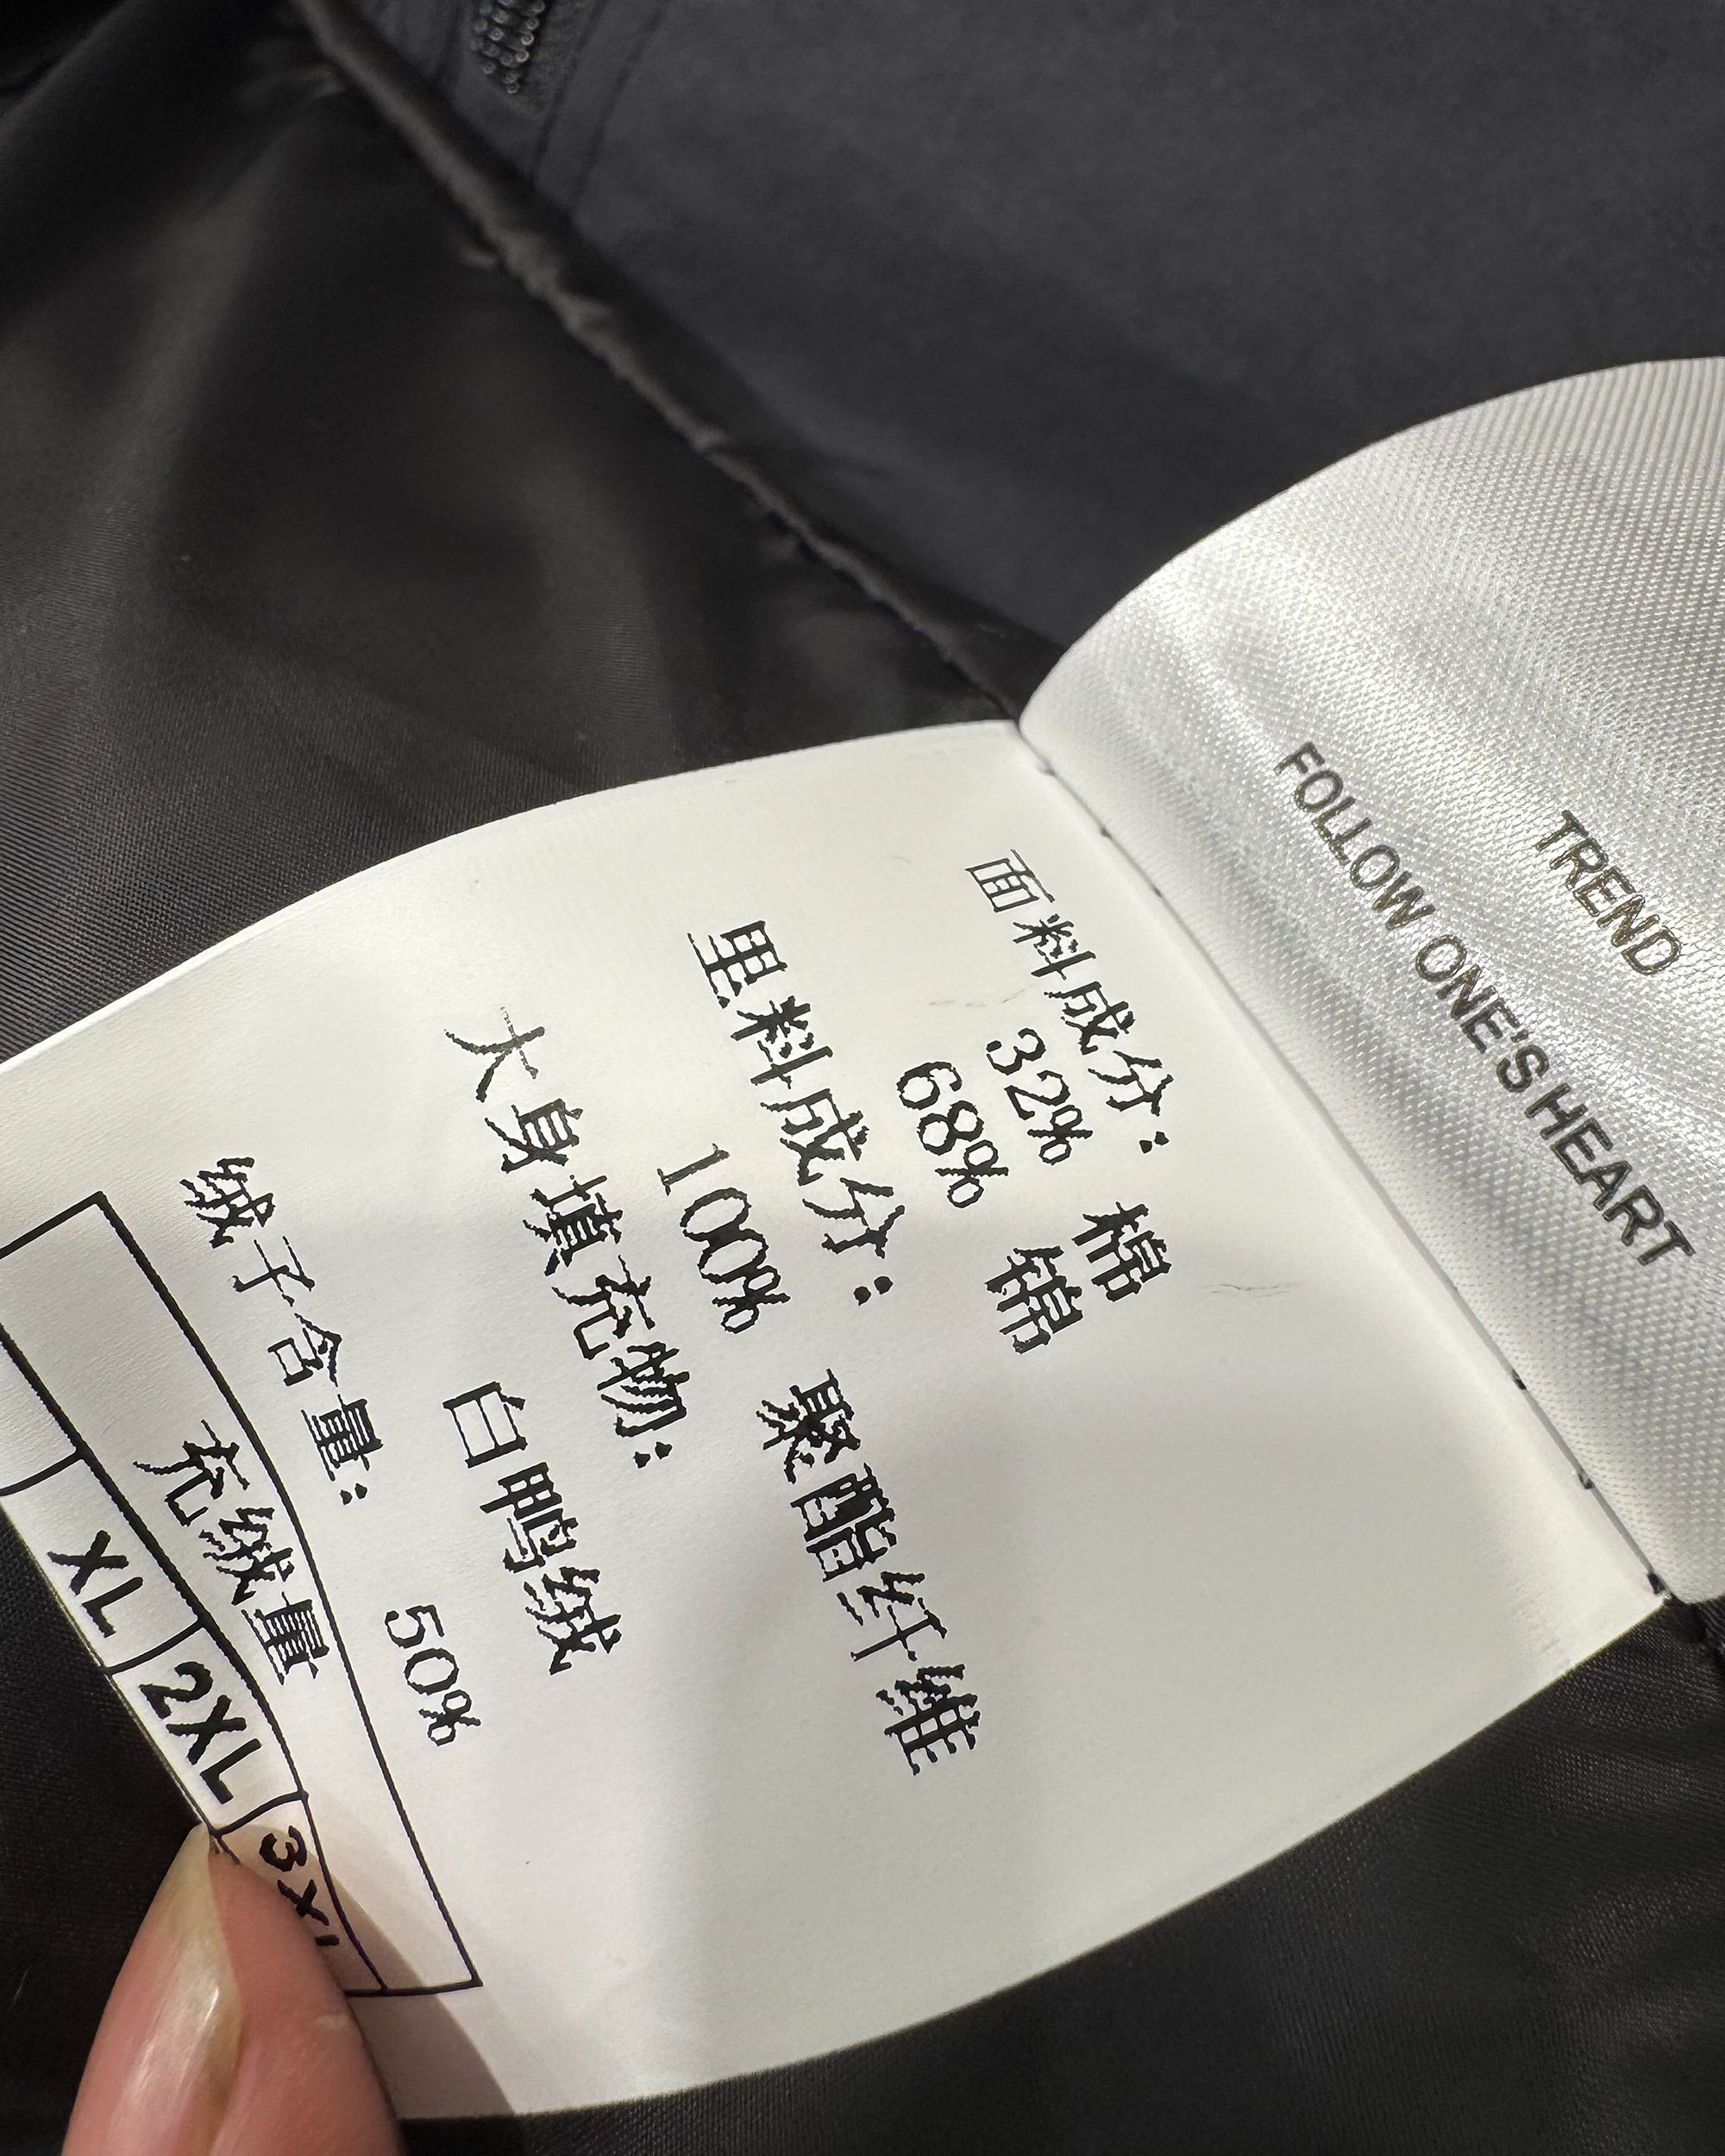 TREND
FOLLOW ONE'S HEART
面料成分:
32% 棉
68% 锦
里料成分:
100% 聚酯纤维
大身填充物:
白鸭绒
绒子含量: 50%
充绒量
XL 2XL 3XL